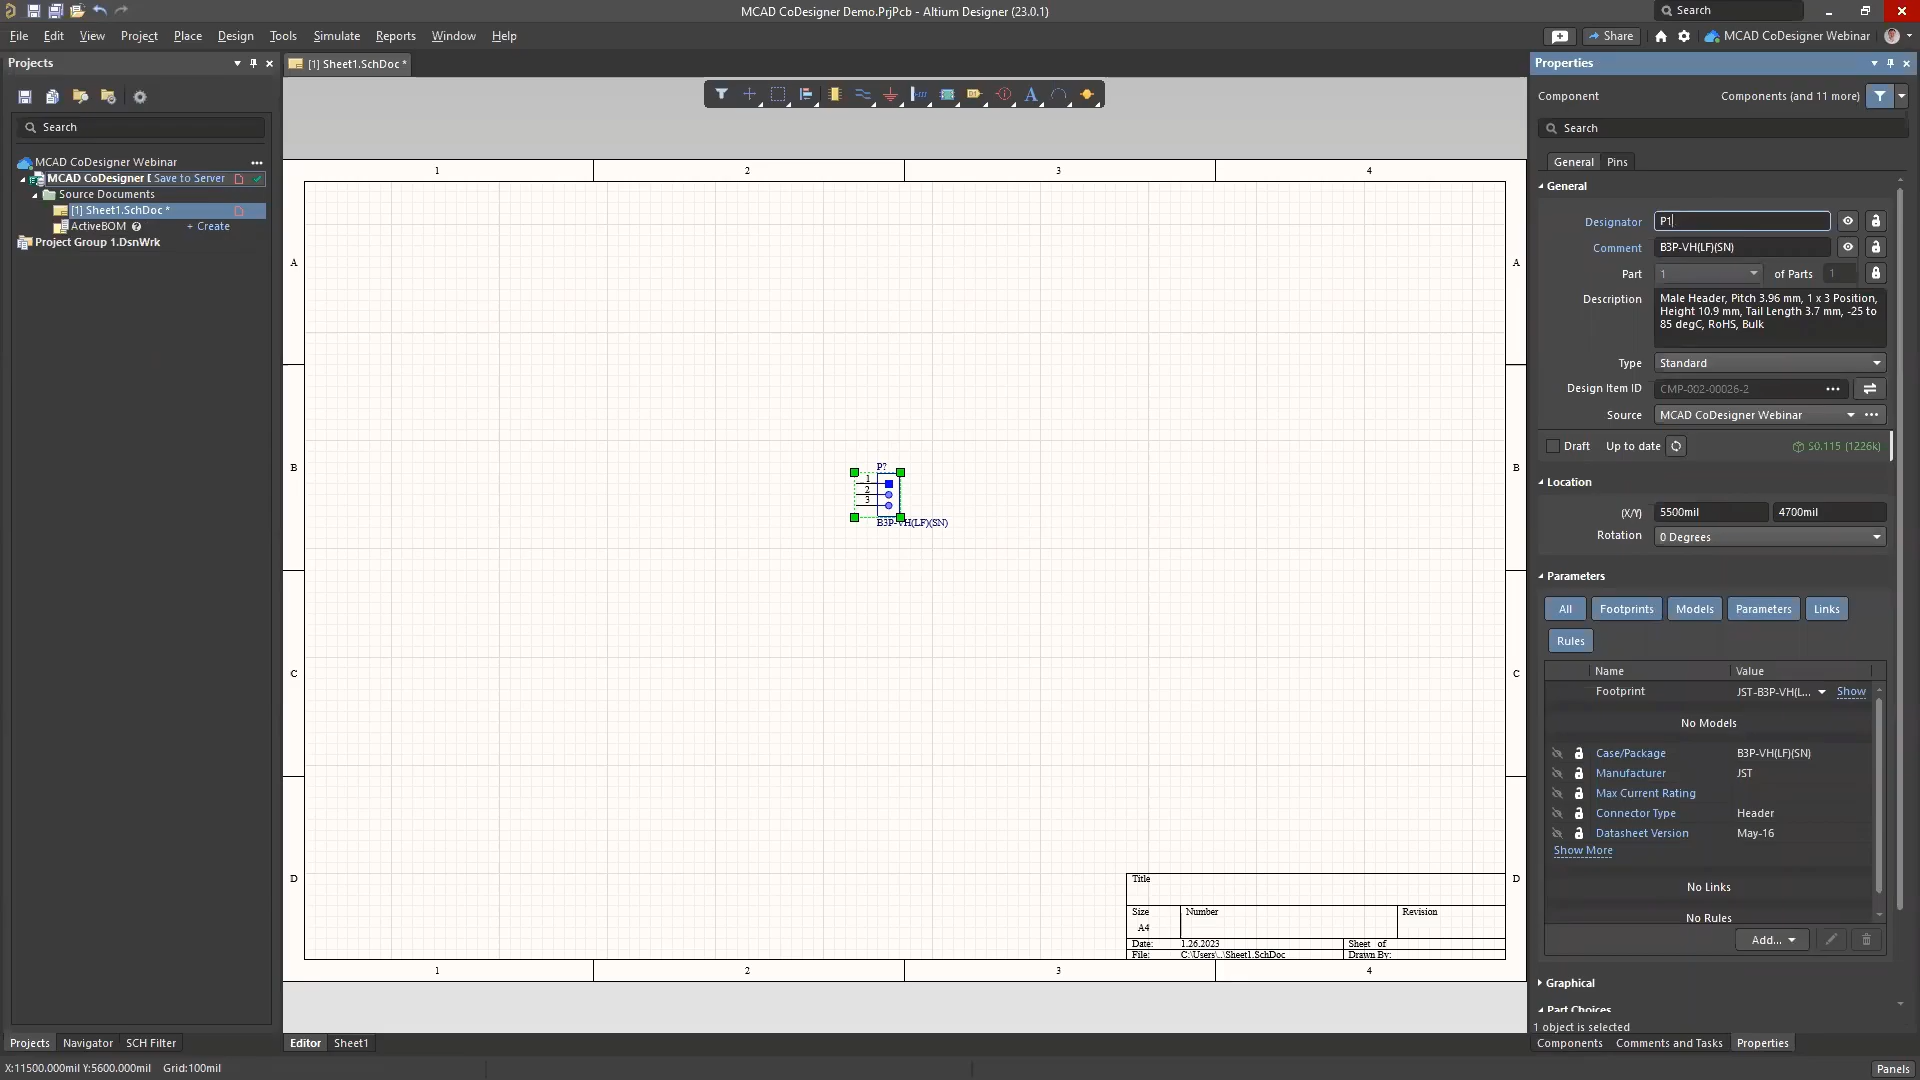 MCAD CoDesigner Demo.PrjPcb - Altium Designer (23.0.1)
Search
File Edit View Project Place Design Tools Simulate Reports Window Help
Share
MCAD CoDesigner Webinar
Projects
[1] Sheet1.SchDoc *
Search
MCAD CoDesigner Webinar
MCAD CoDesigner D Save to Server
Source Documents
[1] Sheet1.SchDoc *
ActiveBOM
+ Create
Project Group 1.DsnWrk
1 2 3 4
A A
B B
C C
D D
P?
1
2
3
B3P-VH(LF)(SN)
Title
Size Number Revision
A4
Date: 1.26.2023 Sheet of
File: C:\Users\..\Sheet1.SchDoc Drawn By:
1 2 3 4
Properties
Component Components (and 11 more)
Search
General Pins
General
Designator P1
Comment B3P-VH(LF)(SN)
Part 1 of Parts 1
Description Male Header, Pitch 3.96 mm, 1 x 3 Position,
Height 10.9 mm, Tail Length 3.7 mm, -25 to
85 degC, RoHS, Bulk
Type Standard
Design Item ID CMP-002-00026-2
Source MCAD CoDesigner Webinar
Draft Up to date $0.115 (1226k)
Location
(X/Y) 5500mil 4700mil
Rotation 0 Degrees
Parameters
All Footprints Models Parameters Links
Rules
Name Value
Footprint JST-B3P-VH(L... Show
No Models
Case/Package B3P-VH(LF)(SN)
Manufacturer JST
Max Current Rating
Connector Type Header
Datasheet Version May-16
Show More
No Links
No Rules
Add...
Graphical
Part Choices
1 object is selected
Projects Navigator SCH Filter
Editor Sheet1
Components Comments and Tasks Properties
X:11500.000mil Y:5600.000mil Grid:100mil
Panels